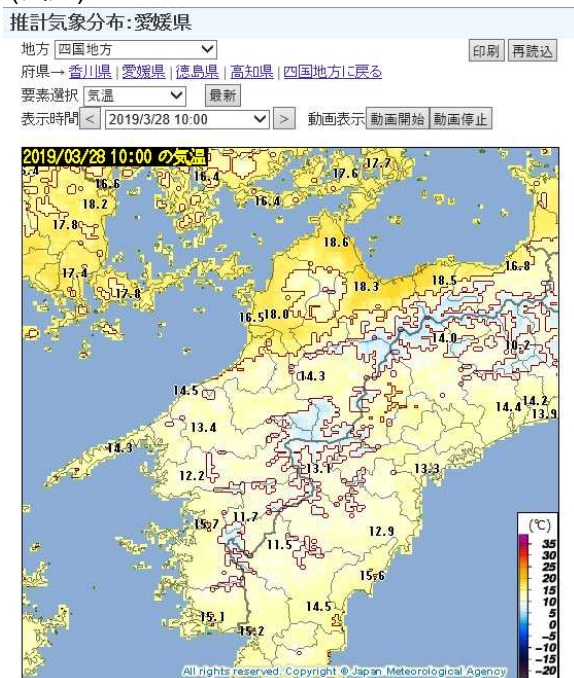 推計気象分布:愛媛県
地方 四国地方 印刷 再読込
府県→ 香川県 | 愛媛県 | 徳島県 | 高知県 | 四国地方に戻る
要素選択 気温 最新
表示時間 < 2019/3/28 10:00 > 動画表示 動画開始 動画停止
2019/03/28 10:00 の気温
17.7
16.6 16.4 17.6
18.2 16.4
17.8
18.6
17.4 16.8
17.8 18.3 18.5
16.5 18.0
14.0 10.2
14.3
14.5 14.4 14.2
13.9
13.4
14.3
12.2 13.1 13.3
15.7 11.7
11.5 12.9
15.6
15.1 14.5
15.2
(℃)
35
30
25
20
15
10
5
0
-5
-10
-15
-20
All rights reserved. Copyright © Japan Meteorological Agency